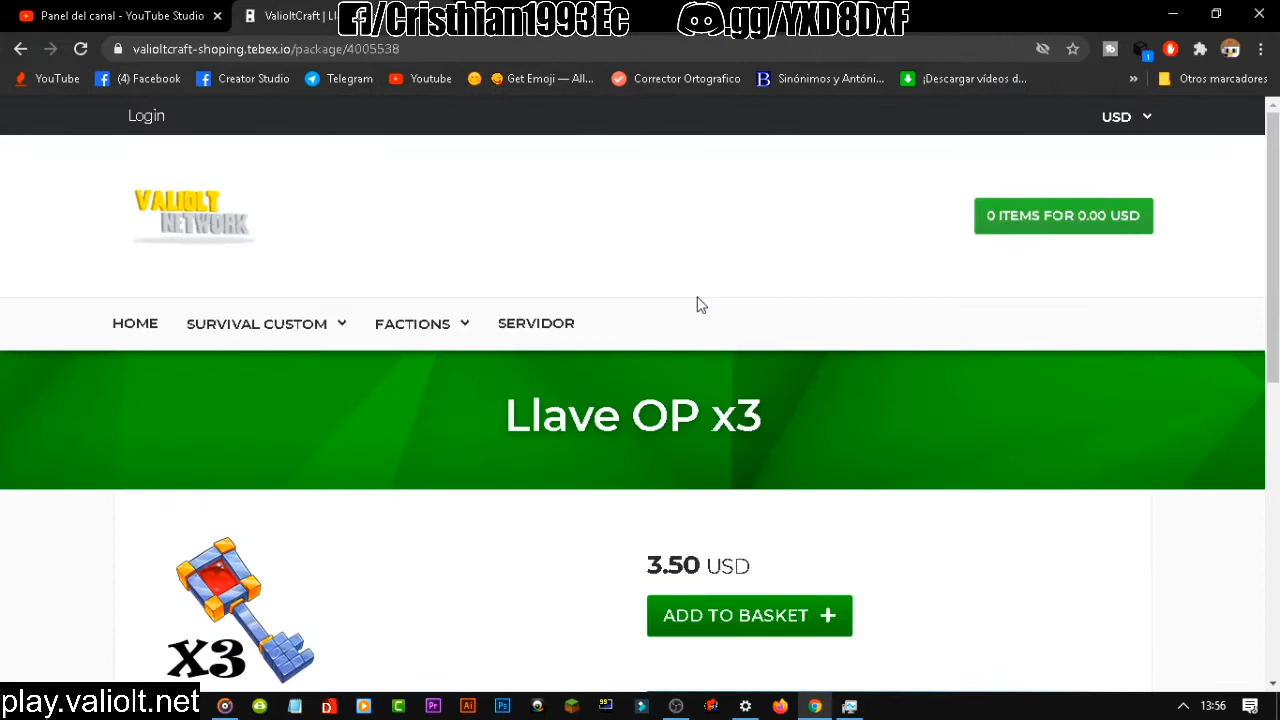 Panel del canal - YouTube Studio
ValioltCraft | Ll
/Cristhian1993Ec
.gg/YXD8DxF
valioltcraft-shoping.tebex.io/package/4005538
YouTube
(4) Facebook
Creator Studio
Telegram
Youtube
Get Emoji — All...
Corrector Ortografico
Sinónimos y Antóni...
¡Descargar vídeos d...
»
Otros marcadores
Login
USD
VALIOLT
NETWORK
0 ITEMS FOR 0.00 USD
HOME
SURVIVAL CUSTOM
FACTIONS
SERVIDOR
Llave OP x3
3.50 USD
ADD TO BASKET +
X3
play.valiolt.net
13:56